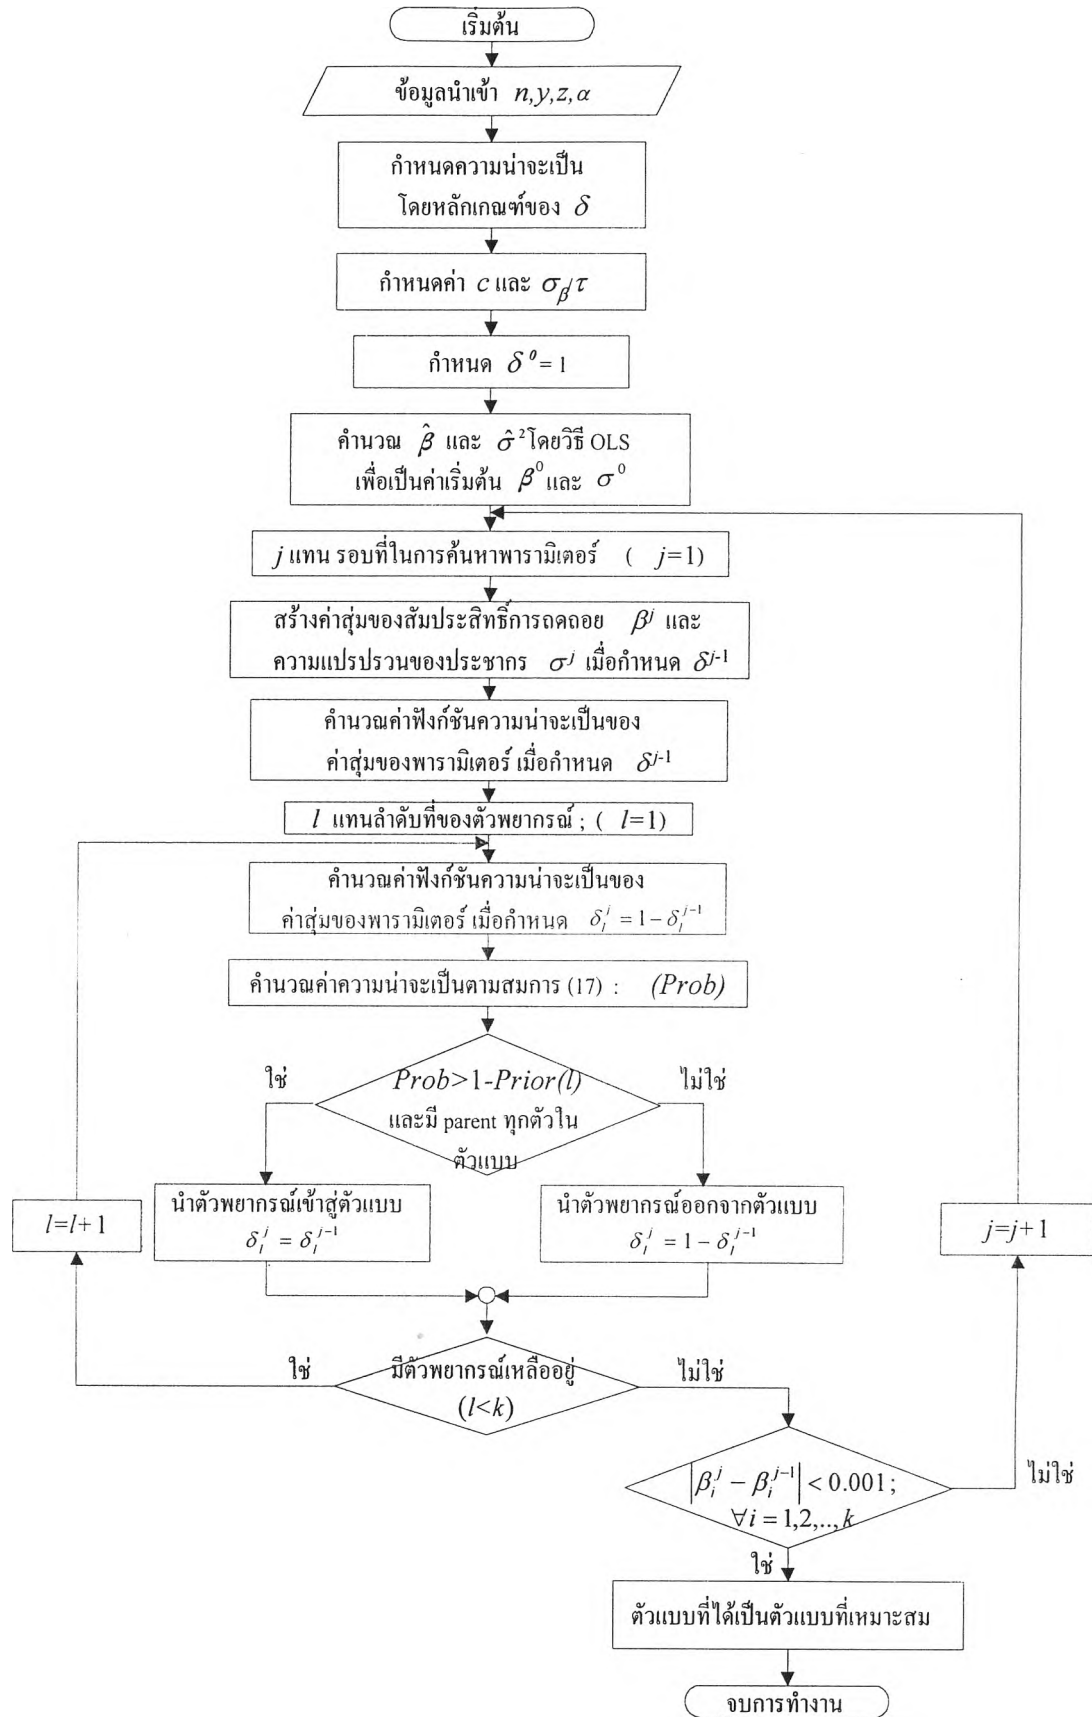 เริ่มต้น
ข้อมูลนำเข้า n,y,z,α
กำหนดความน่าจะเป็น
โดยหลักเกณฑ์ของ δ
กำหนดค่า c และ σ_β/τ
กำหนด δ⁰ = 1
คำนวณ β̂ และ σ̂² โดยวิธี OLS
เพื่อเป็นค่าเริ่มต้น β⁰ และ σ⁰
j แทน รอบที่ในการค้นหาพารามิเตอร์ ( j=1)
สร้างค่าสุ่มของสัมประสิทธิ์การถดถอย β^j และ
ความแปรปรวนของประชากร σ^j เมื่อกำหนด δ^{j-1}
คำนวณค่าฟังก์ชันความน่าจะเป็นของ
ค่าสุ่มของพารามิเตอร์ เมื่อกำหนด δ^{j-1}
l แทนลำดับที่ของตัวพยากรณ์ ; ( l=1)
คำนวณค่าฟังก์ชันความน่าจะเป็นของ
ค่าสุ่มของพารามิเตอร์ เมื่อกำหนด δ_l^j = 1 − δ_l^{j−1}
คำนวณค่าความน่าจะเป็นตามสมการ (17) : (Prob)
ใช่
Prob>1-Prior(l)
ไม่ใช่
และมี parent ทุกตัวใน
ตัวแบบ
นำตัวพยากรณ์เข้าสู่ตัวแบบ
δ_l^j = δ_l^{j−1}
นำตัวพยากรณ์ออกจากตัวแบบ
δ_l^j = 1 − δ_l^{j−1}
l=l+1
j=j+1
ใช่
มีตัวพยากรณ์เหลืออยู่
(l<k)
ไม่ใช่
|β_i^j − β_i^{j−1}| < 0.001 ;
∀i = 1,2,..,k
ไม่ใช่
ใช่
ตัวแบบที่ได้เป็นตัวแบบที่เหมาะสม
จบการทำงาน